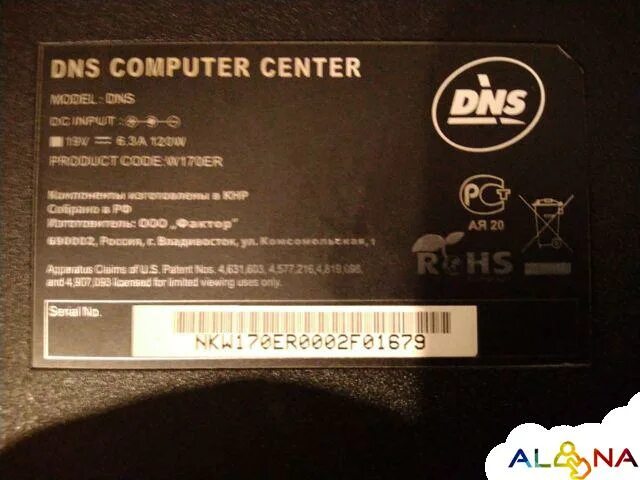 DNS COMPUTER CENTER
DNS
MODEL : DNS
DC INPUT :
19V 6.3A 120W
PRODUCT CODE: W170ER
Компоненты изготовлены в КНР
Собрано в РФ
Изготовитель: ООО „Фактор"
690002, Россия, г. Владивосток, ул. Комсомольская, 1
РСТ
АЯ 20
RoHS
Apparatus Claims of U.S. Patent Nos. 4,631,603, 4,577,216,4,819,098,
and 4,907,093 licensed for limited viewing uses only.
Serial No.
NKW170ER0002F01679
ALONA